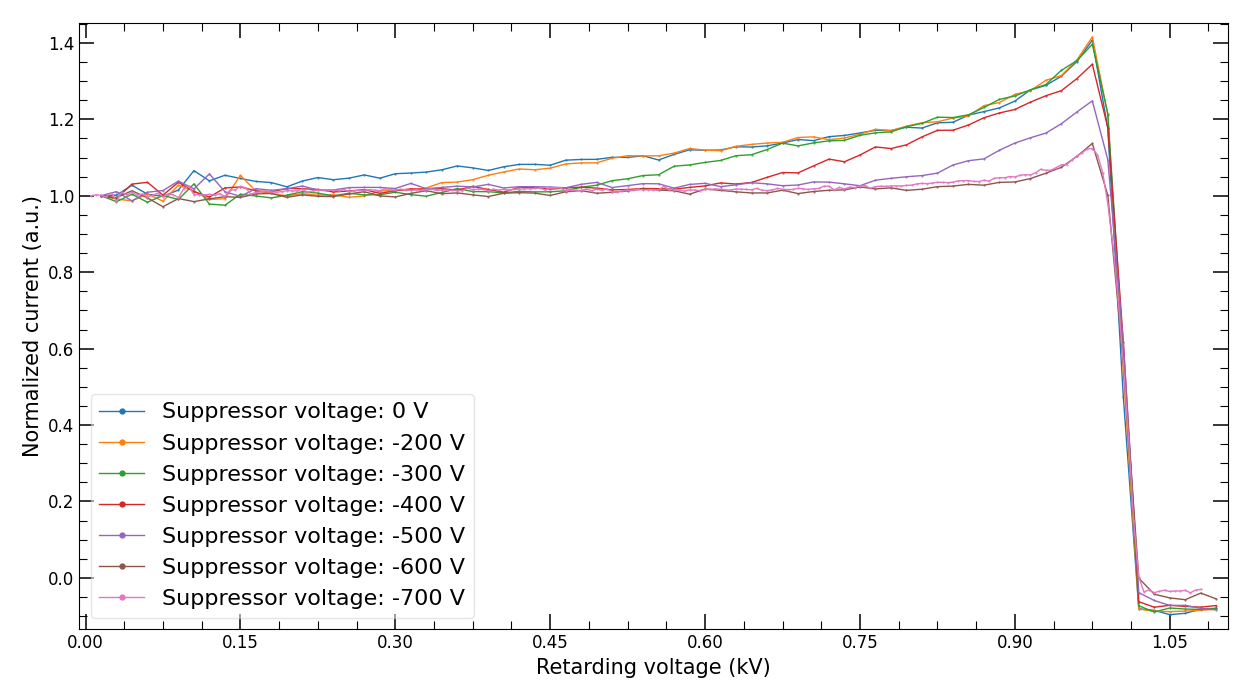 1.4
1.2
1.0
0.8
0.6
0.4
0.2
0.0
Normalized current (a.u.)
Suppressor voltage: 0 V
Suppressor voltage: -200 V
Suppressor voltage: -300 V
Suppressor voltage: -400 V
Suppressor voltage: -500 V
Suppressor voltage: -600 V
Suppressor voltage: -700 V
0.00 0.15 0.30 0.45 0.60 0.75 0.90 1.05
Retarding voltage (kV)